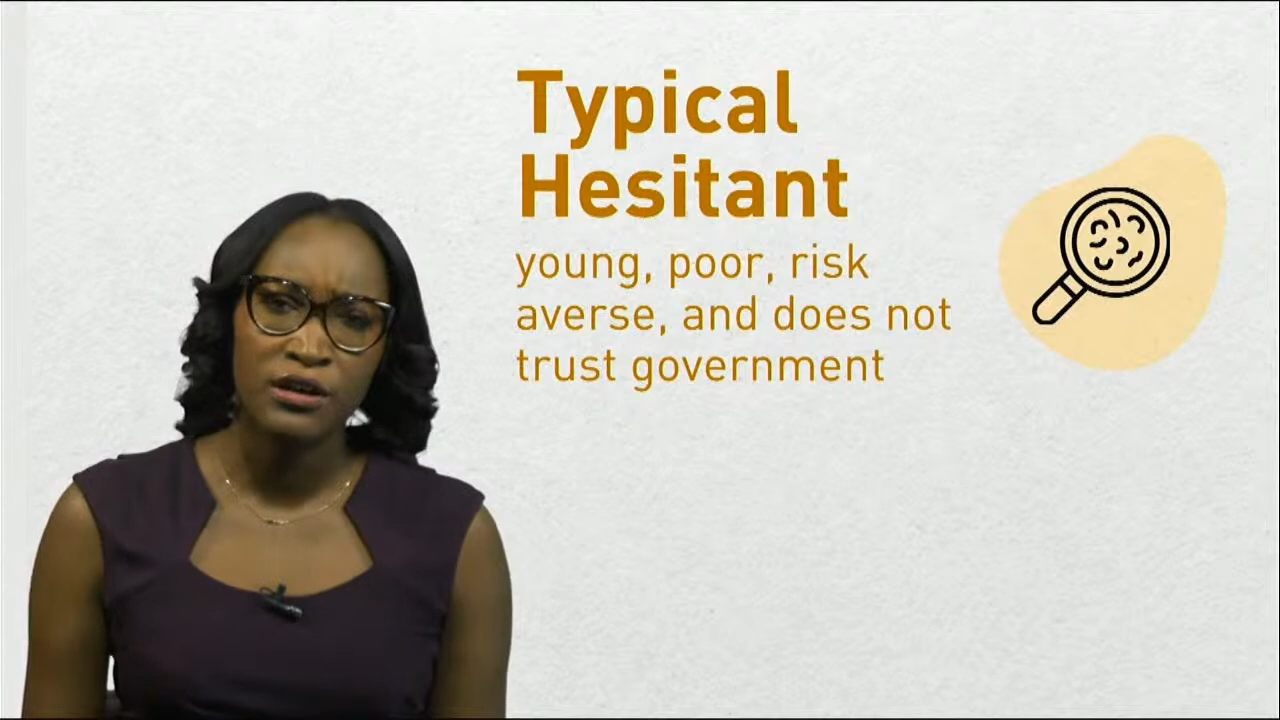 Typical
Hesitant
young, poor, risk
averse, and does not
trust government